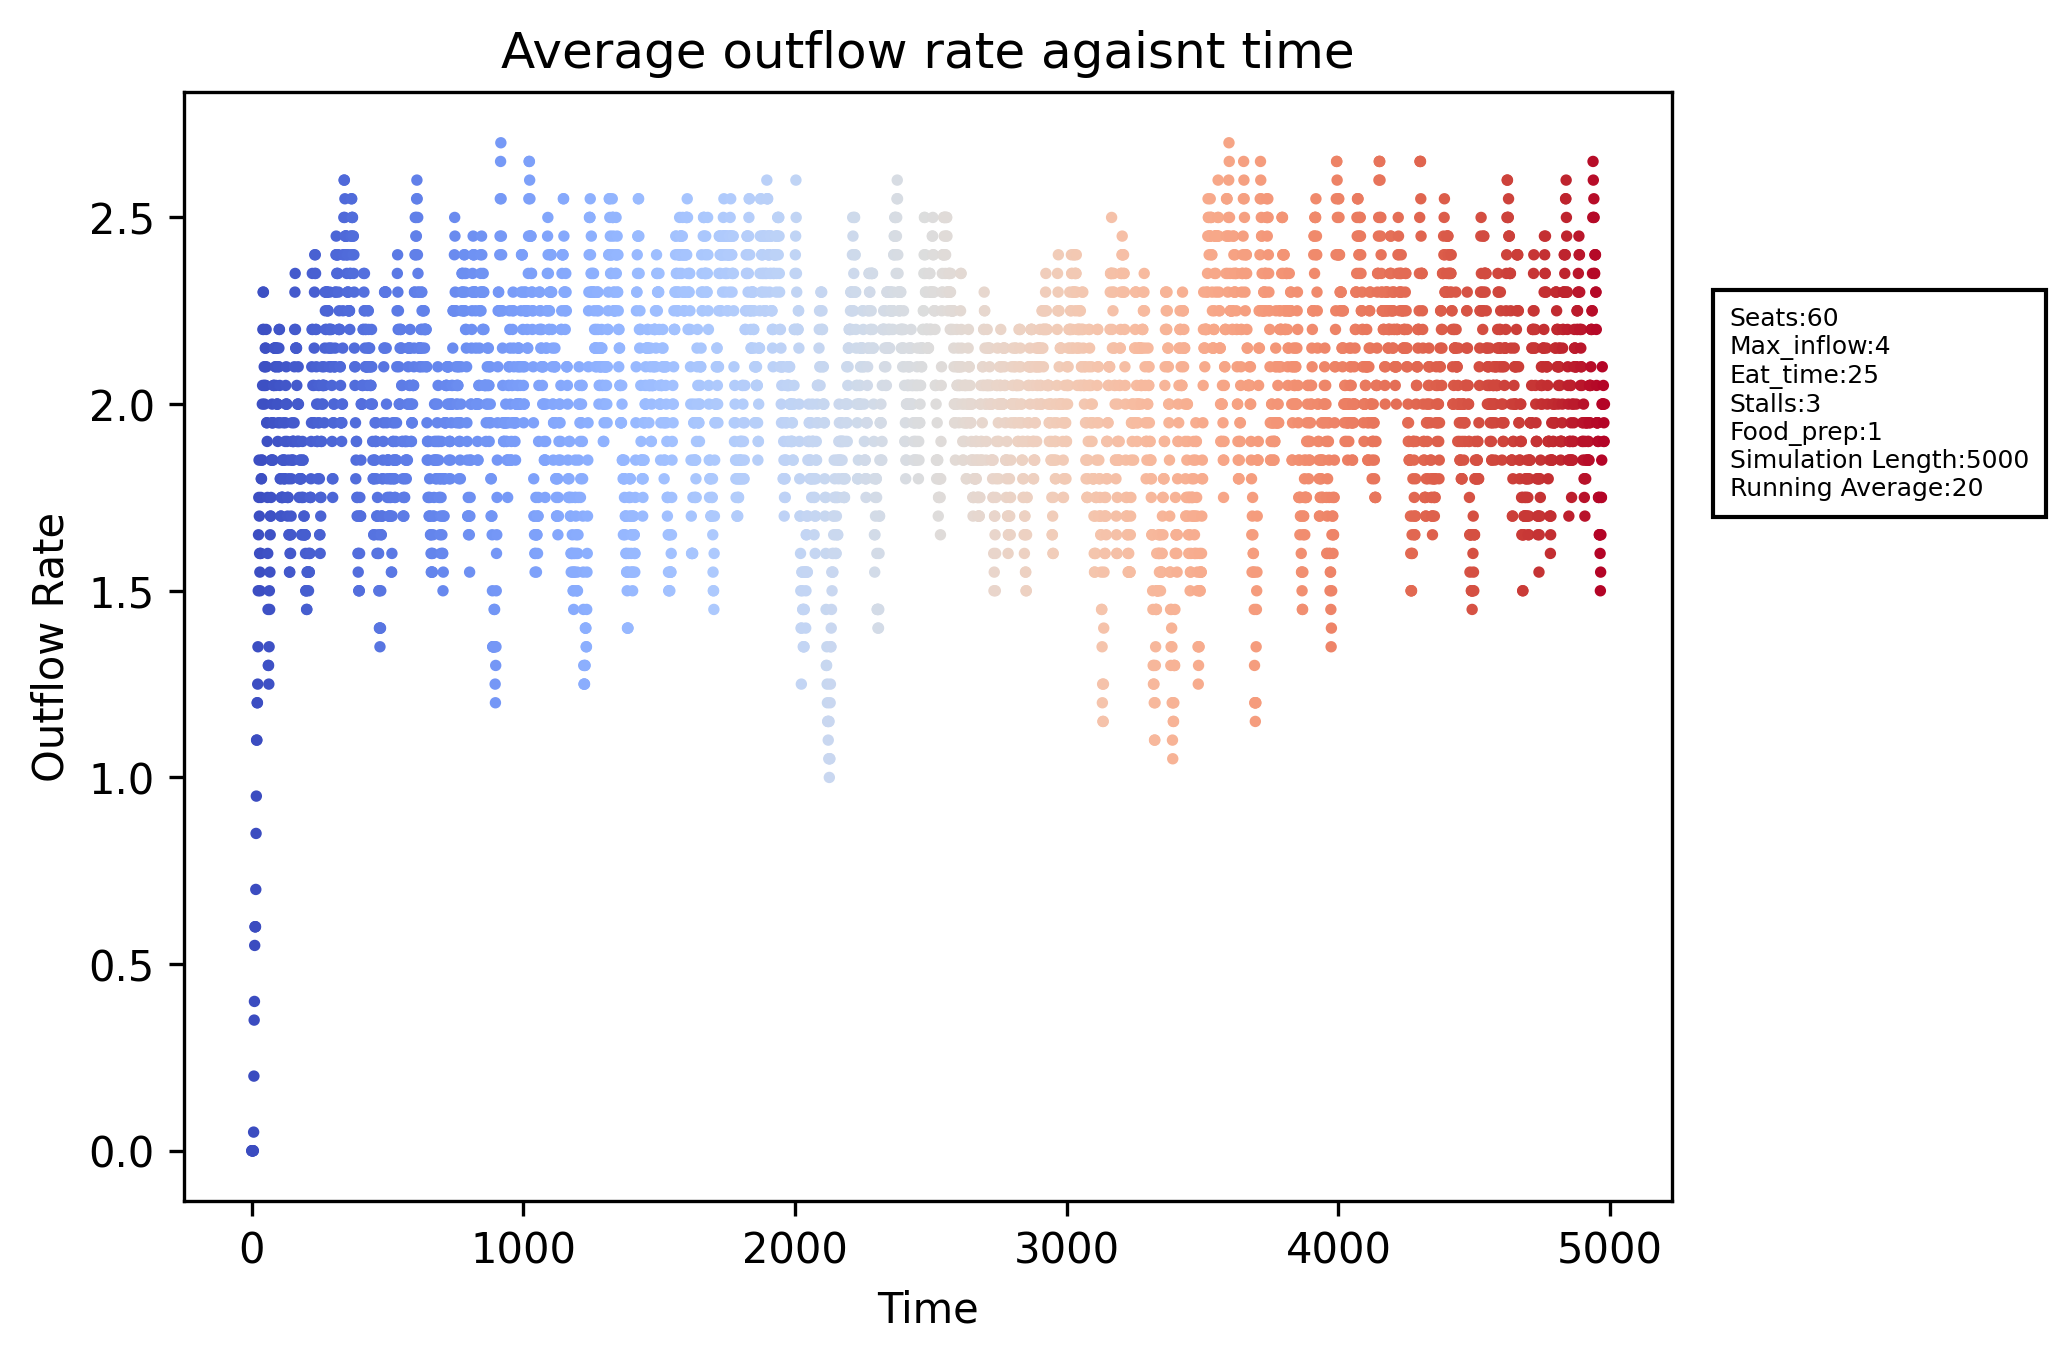 Average outflow rate agaisnt time
Outflow Rate
2.5
2.0
1.5
1.0
0.5
0.0
0 1000 2000 3000 4000 5000
Time
Seats:60
Max_inflow:4
Eat_time:25
Stalls:3
Food_prep:1
Simulation Length:5000
Running Average:20